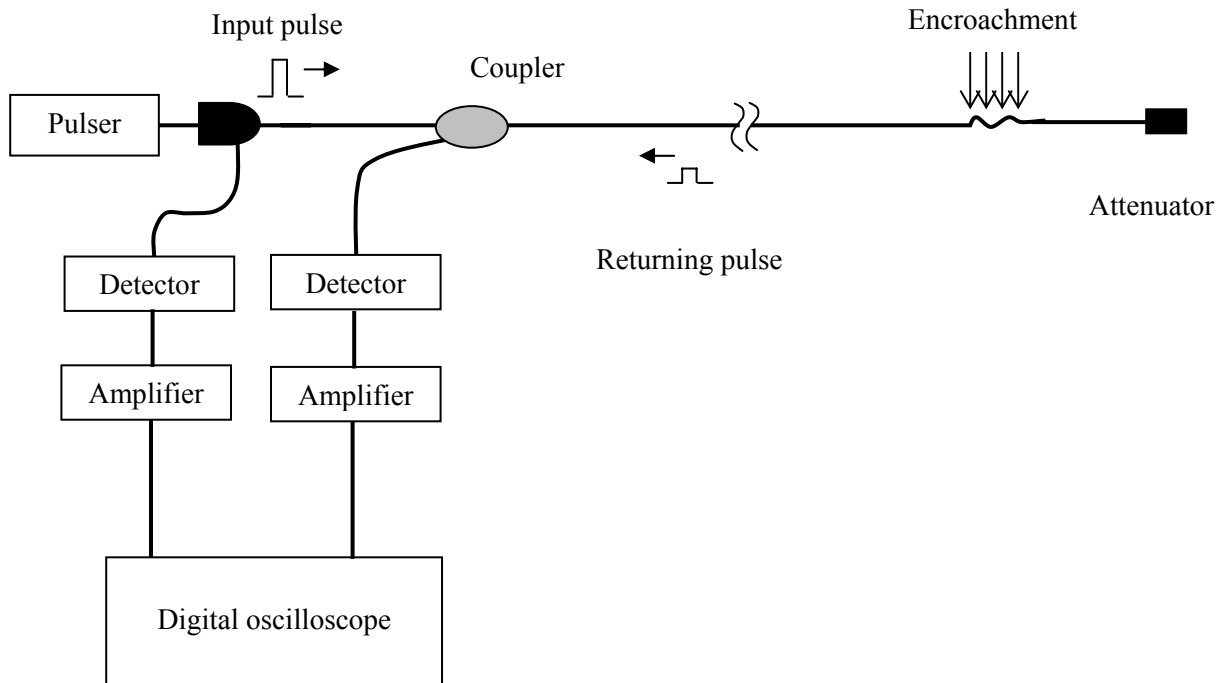 Input pulse
Encroachment
Coupler
Pulser
Attenuator
Returning pulse
Detector
Detector
Amplifier
Amplifier
Digital oscilloscope